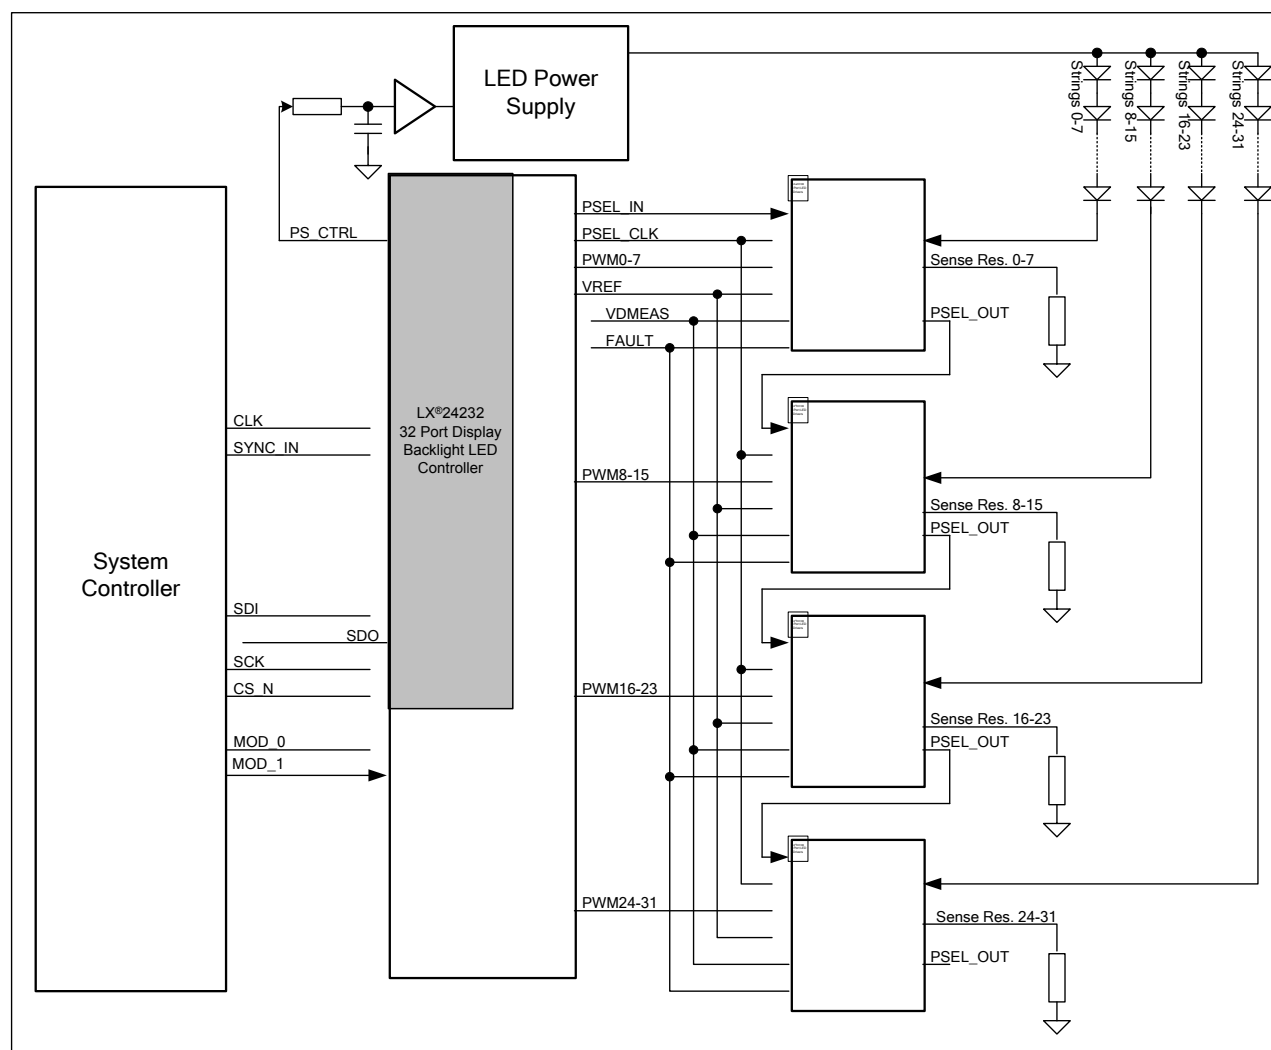 LED Power
Supply
Strings 0-7
Strings 8-15
Strings 16-23
Strings 24-31
PS_CTRL
PSEL_IN
PSEL_CLK
PWM0-7
VREF
VDMEAS
FAULT
Sense Res. 0-7
PSEL_OUT
LX®24232
32 Port Display
Backlight LED
Controller
CLK
SYNC_IN
PWM8-15
Sense Res. 8-15
PSEL_OUT
System
Controller
SDI
SDO
SCK
CS_N
MOD_0
MOD_1
PWM16-23
Sense Res. 16-23
PSEL_OUT
PWM24-31
Sense Res. 24-31
PSEL_OUT